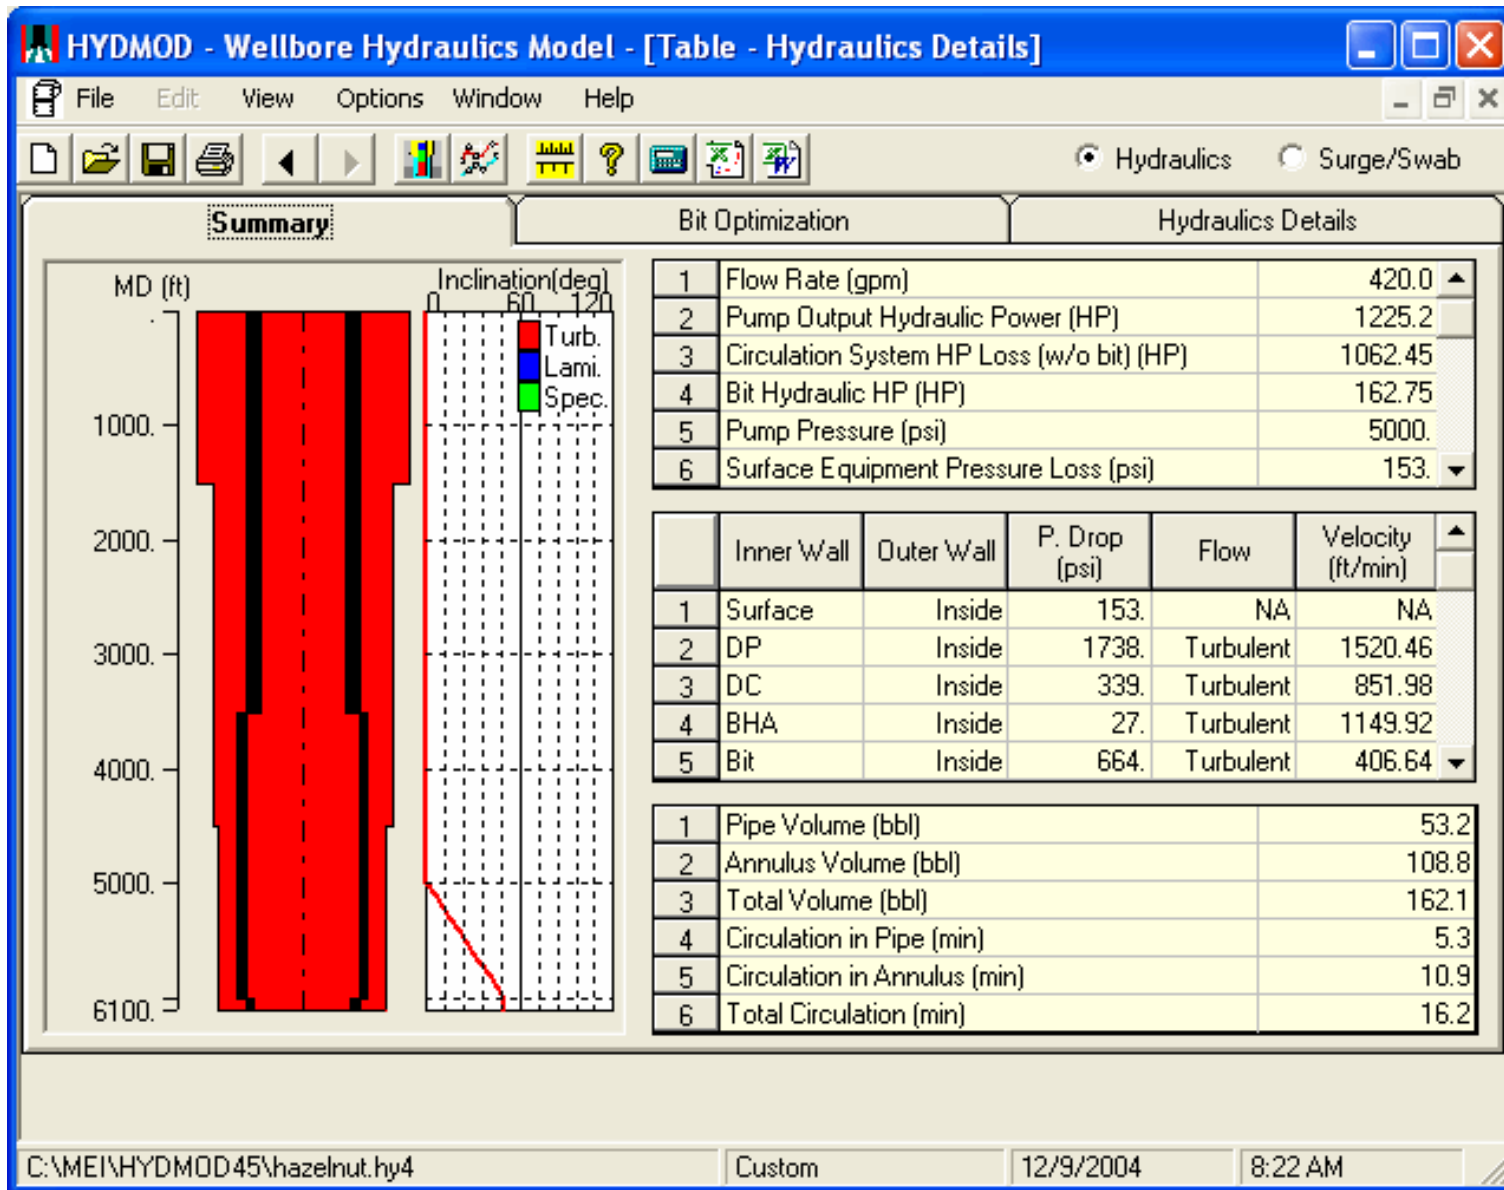 HYDMOD - Wellbore Hydraulics Model - [Table - Hydraulics Details]
File Edit View Options Window Help
Hydraulics Surge/Swab
Summary Bit Optimization Hydraulics Details
MD (ft)
1000.
2000.
3000.
4000.
5000.
6100.
Inclination(deg)
0 60 120
Turb.
Lami.
Spec.
1 Flow Rate (gpm) 420.0
2 Pump Output Hydraulic Power (HP) 1225.2
3 Circulation System HP Loss (w/o bit) (HP) 1062.45
4 Bit Hydraulic HP (HP) 162.75
5 Pump Pressure (psi) 5000.
6 Surface Equipment Pressure Loss (psi) 153.
Inner Wall Outer Wall P. Drop (psi) Flow Velocity (ft/min)
1 Surface Inside 153. NA NA
2 DP Inside 1738. Turbulent 1520.46
3 DC Inside 339. Turbulent 851.98
4 BHA Inside 27. Turbulent 1149.92
5 Bit Inside 664. Turbulent 406.64
1 Pipe Volume (bbl) 53.2
2 Annulus Volume (bbl) 108.8
3 Total Volume (bbl) 162.1
4 Circulation in Pipe (min) 5.3
5 Circulation in Annulus (min) 10.9
6 Total Circulation (min) 16.2
C:\MEI\HYDMOD45\hazelnut.hy4 Custom 12/9/2004 8:22 AM